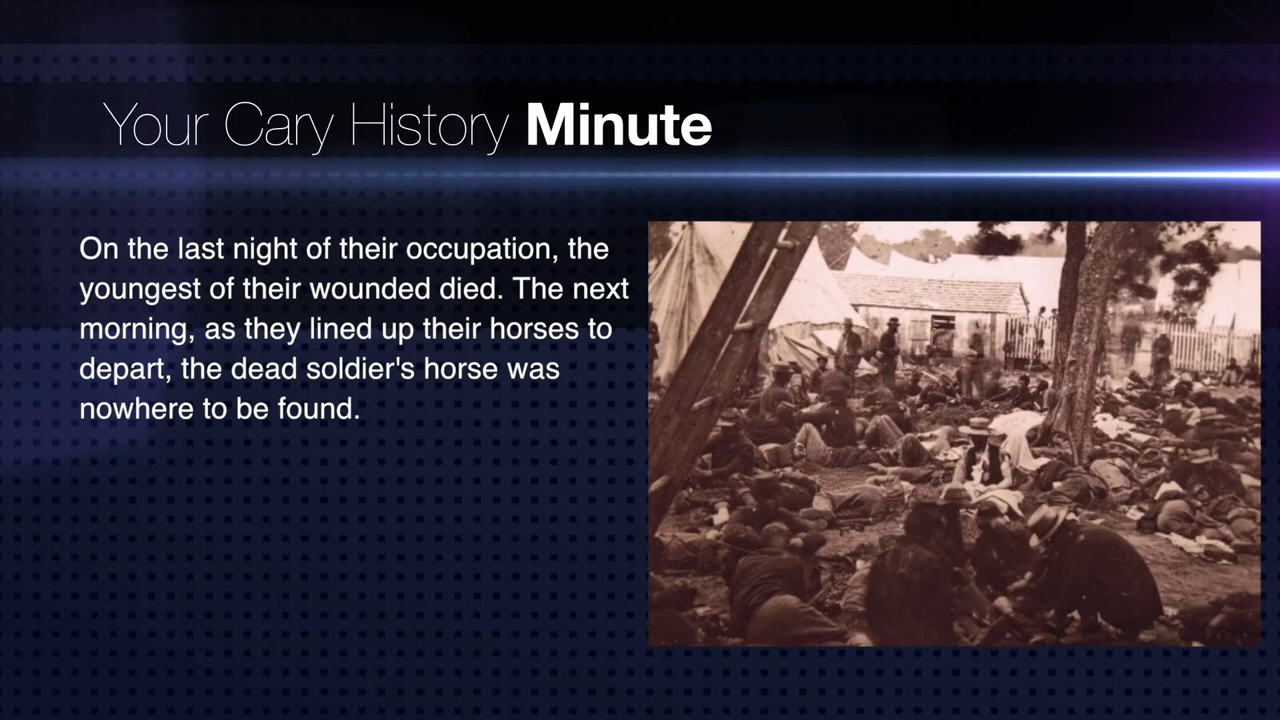 Your Cary History Minute
On the last night of their occupation, the
youngest of their wounded died. The next
morning, as they lined up their horses to
depart, the dead soldier's horse was
nowhere to be found.